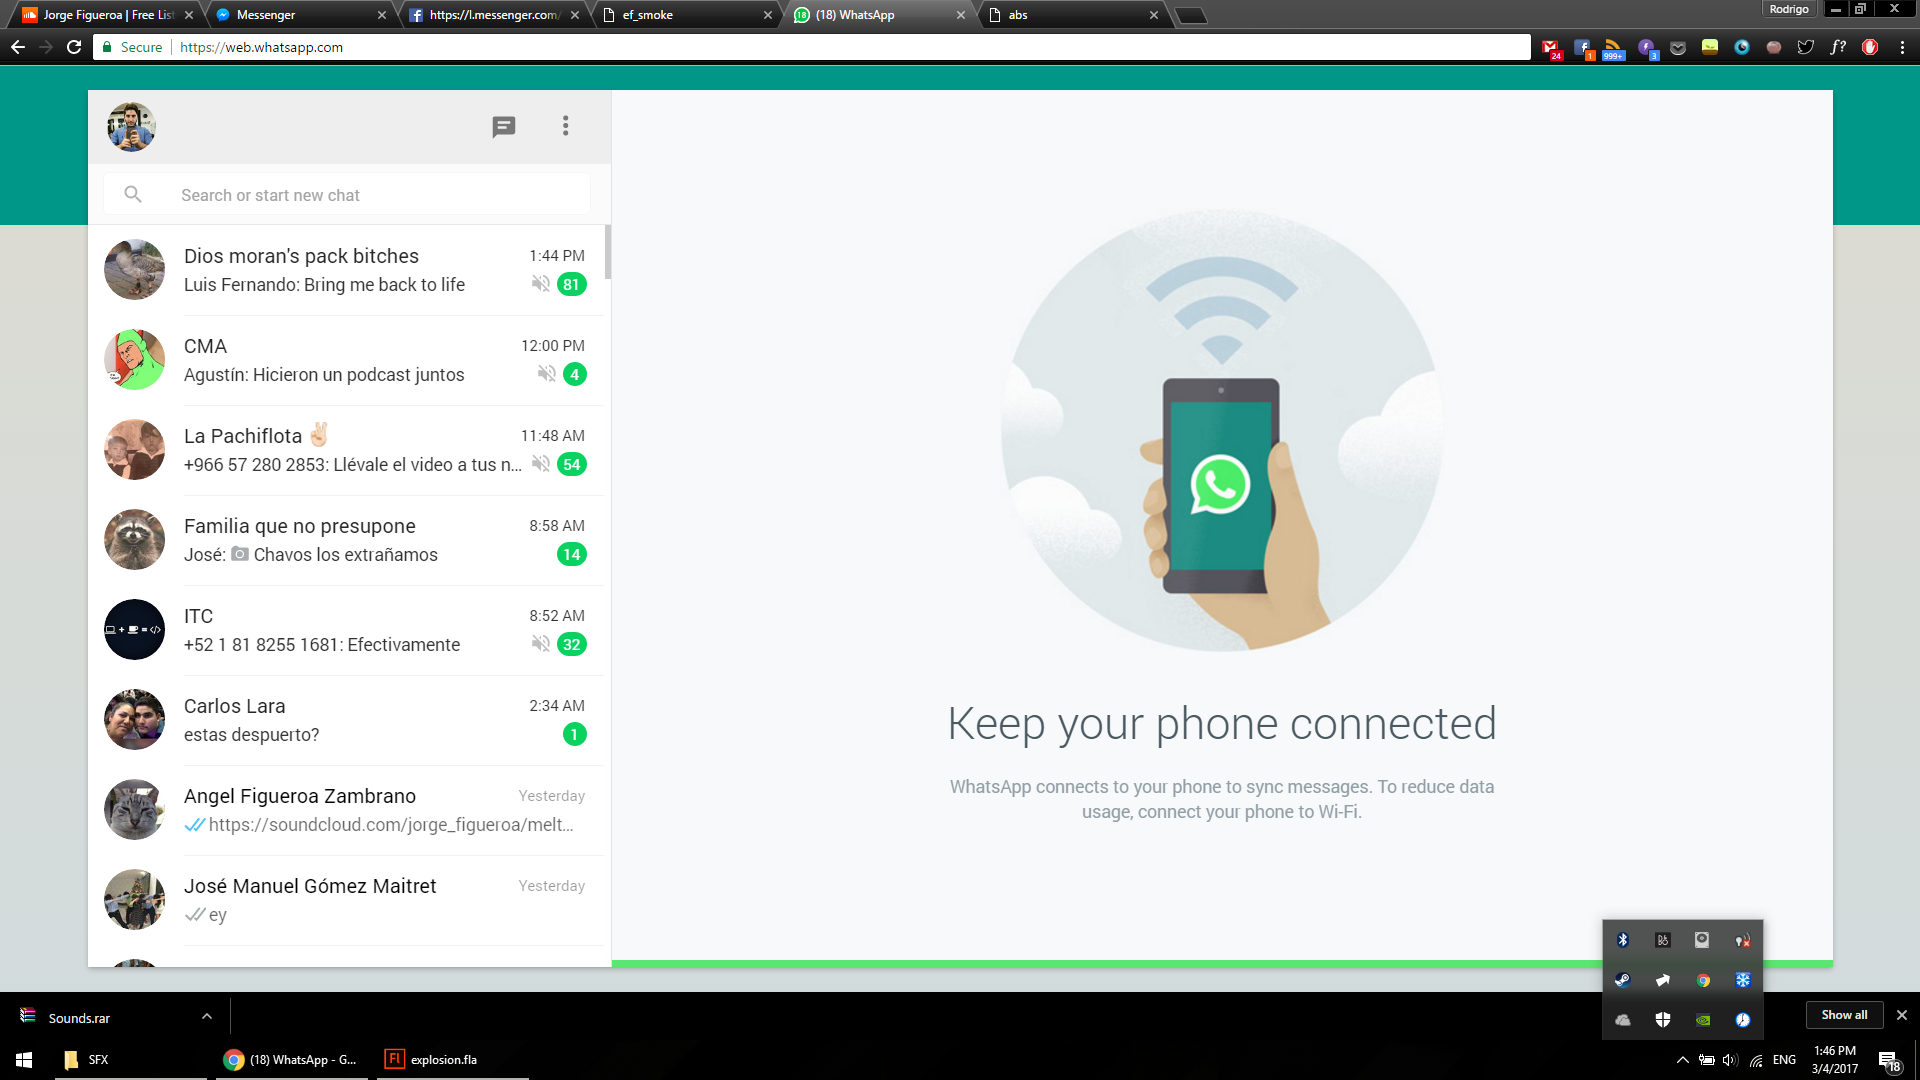 Jorge Figueroa | Free List
Messenger
https://l.messenger.com/
ef_smoke
(18) WhatsApp
abs
Rodrigo
Secure
https://web.whatsapp.com
24
1
999+
3
f?
Search or start new chat
Dios moran's pack bitches
1:44 PM
Luis Fernando: Bring me back to life
81
CMA
12:00 PM
Agustín: Hicieron un podcast juntos
4
La Pachiflota ✌🏻
11:48 AM
+966 57 280 2853: Llévale el video a tus n...
54
Familia que no presupone
8:58 AM
José: 📷 Chavos los extrañamos
14
ITC
8:52 AM
+52 1 81 8255 1681: Efectivamente
32
Carlos Lara
2:34 AM
estas despuerto?
1
Angel Figueroa Zambrano
Yesterday
https://soundcloud.com/jorge_figueroa/melt...
José Manuel Gómez Maitret
Yesterday
ey
Keep your phone connected
WhatsApp connects to your phone to sync messages. To reduce data
usage, connect your phone to Wi-Fi.
Sounds.rar
Show all
SFX
(18) WhatsApp - G...
Fl
explosion.fla
ENG
1:46 PM
3/4/2017
18